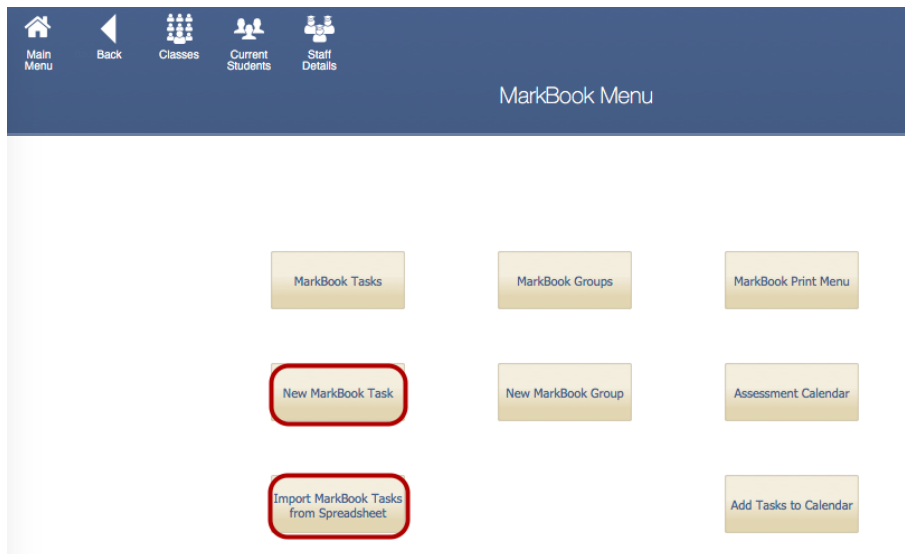 Main
Menu
Back
Classes
Current
Students
Staff
Details
MarkBook Menu
MarkBook Tasks
MarkBook Groups
MarkBook Print Menu
New MarkBook Task
New MarkBook Group
Assessment Calendar
Import MarkBook Tasks
from Spreadsheet
Add Tasks to Calendar